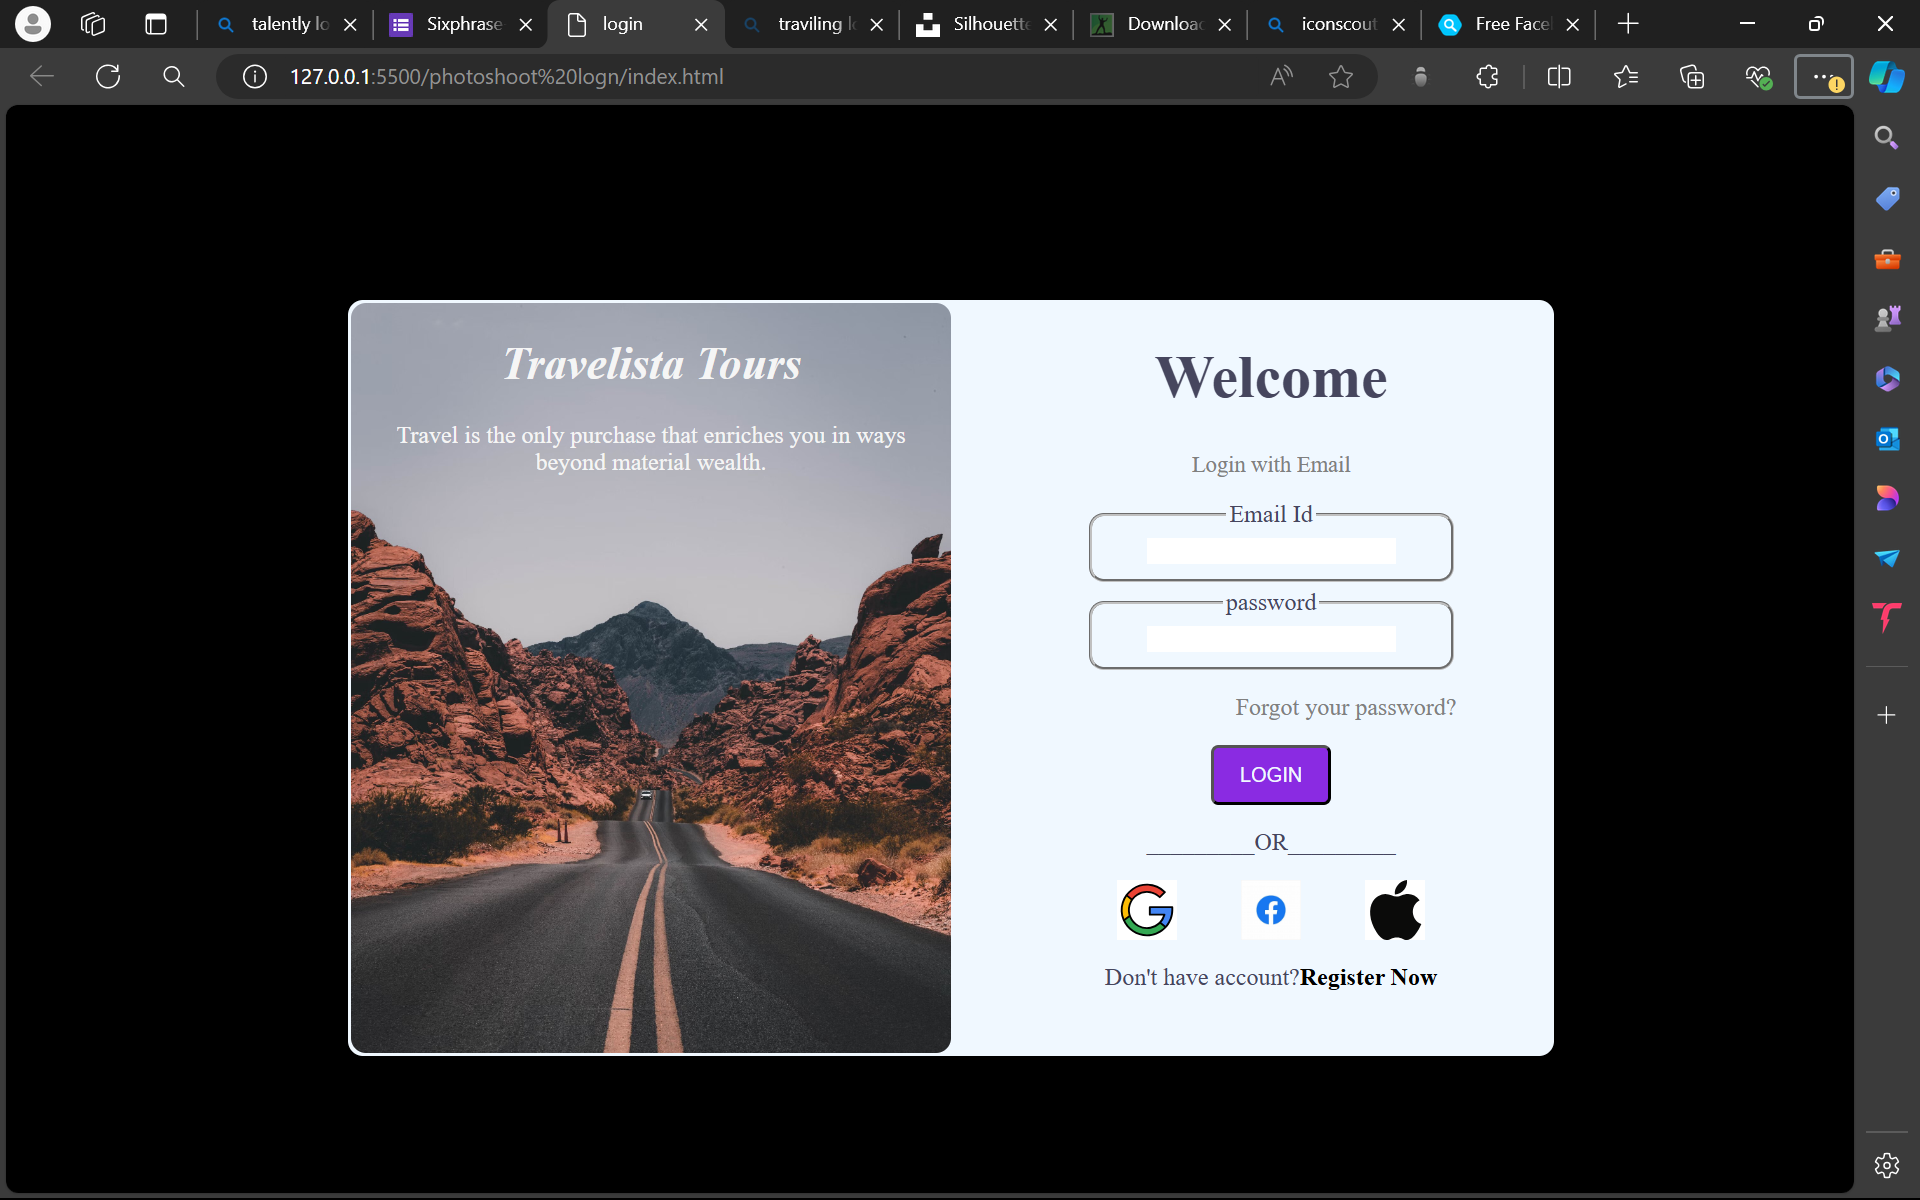 talently lo
Sixphrase
login
traviling l
Silhouette
Download
iconscout
Free Face
127.0.0.1:5500/photoshoot%20logn/index.html
Travelista Tours
Travel is the only purchase that enriches you in ways
beyond material wealth.
Welcome
Login with Email
Email Id
password
Forgot your password?
LOGIN
__________OR__________
Don't have account?Register Now